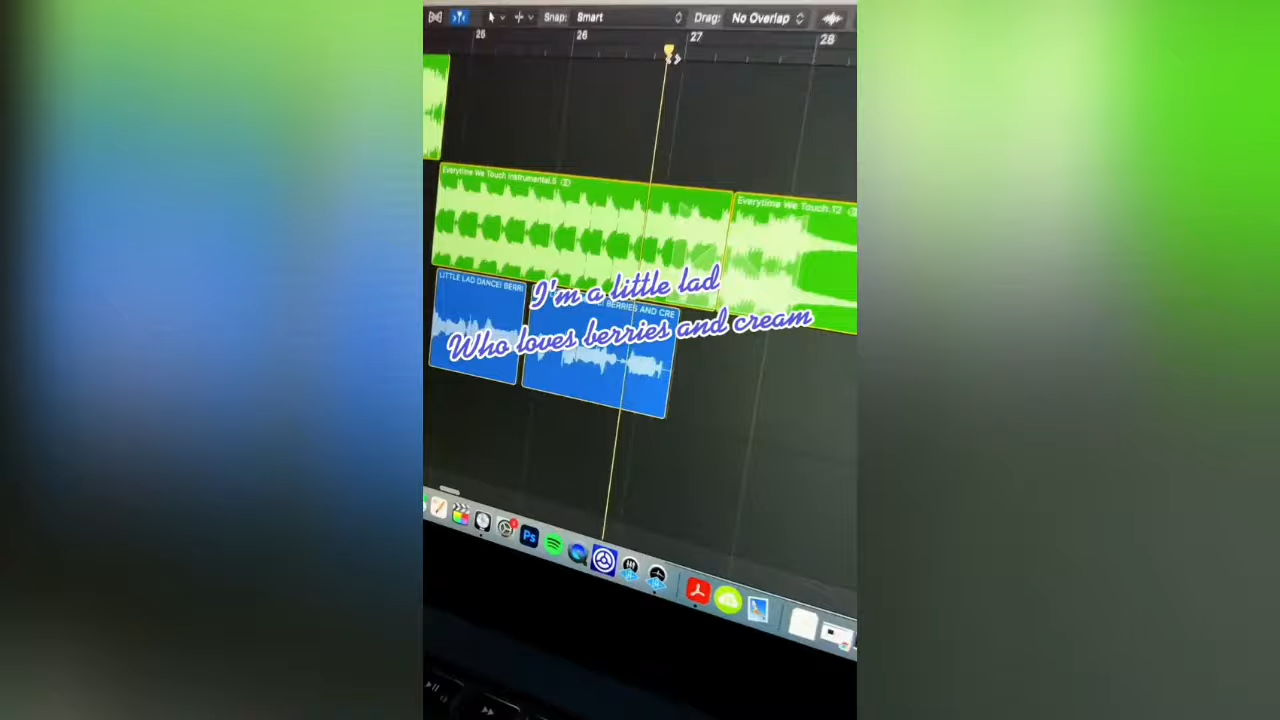 Snap: Smart Drag: No Overlap
25 26 27 28
Everytime We Touch Instrumental.5
Everytime We Touch.12
LITTLE LAD DANCE! BERRI
BERRIES AND CRE
I'm a little lad
Who loves berries and cream
Ps